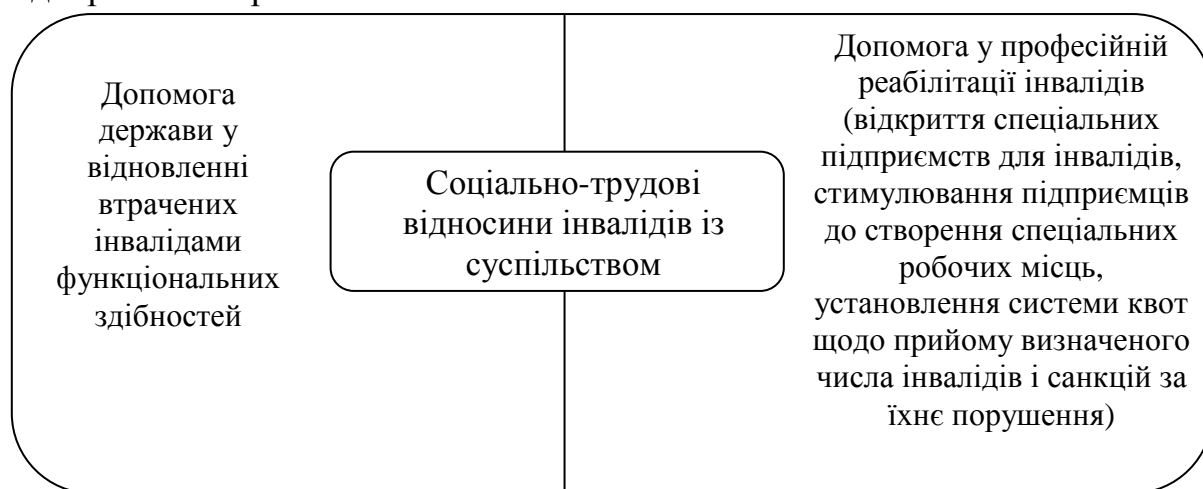 Допомога
держави у
відновленні
втрачених
інвалідами
функціональних
здібностей
Соціально-трудові
відносини інвалідів із
суспільством
Допомога у професійній
реабілітації інвалідів
(відкриття спеціальних
підприємств для інвалідів,
стимулювання підприємців
до створення спеціальних
робочих місць,
установлення системи квот
щодо прийому визначеного
числа інвалідів і санкцій за
їхнє порушення)